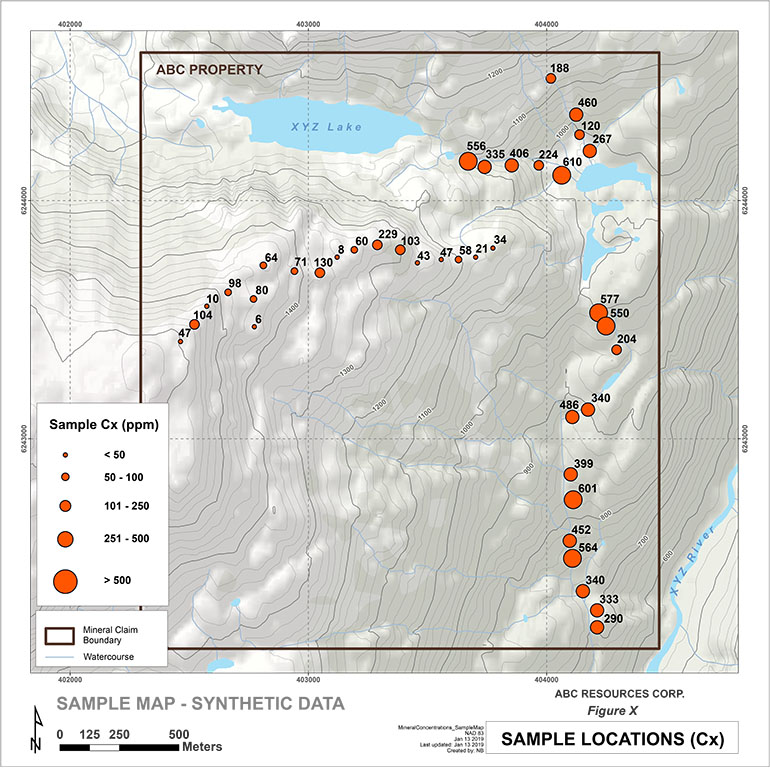 402000
403000
404000
ABC PROPERTY
1200
188
1100
460
1000
120
XYZ Lake
267
556
335
406
224
610
6244000
6244000
34
229
60
103
8
47
58
21
43
64
71
130
98
80
10
1400
104
6
47
577
550
204
1300
1200
1100
1000
340
486
6243000
6243000
900
399
601
800
452
700
600
564
XYZ River
340
333
290
Sample Cx (ppm)
< 50
50 - 100
101 - 250
251 - 500
> 500
Mineral Claim
Boundary
Watercourse
402000
403000
404000
SAMPLE MAP - SYNTHETIC DATA
ABC RESOURCES CORP.
Figure X
N
0 125 250 500
Meters
MineralConcentrations_SampleMap
NAD 83
Jan 13 2019
Last updated: Jan 13 2019
Created by: NB
SAMPLE LOCATIONS (Cx)